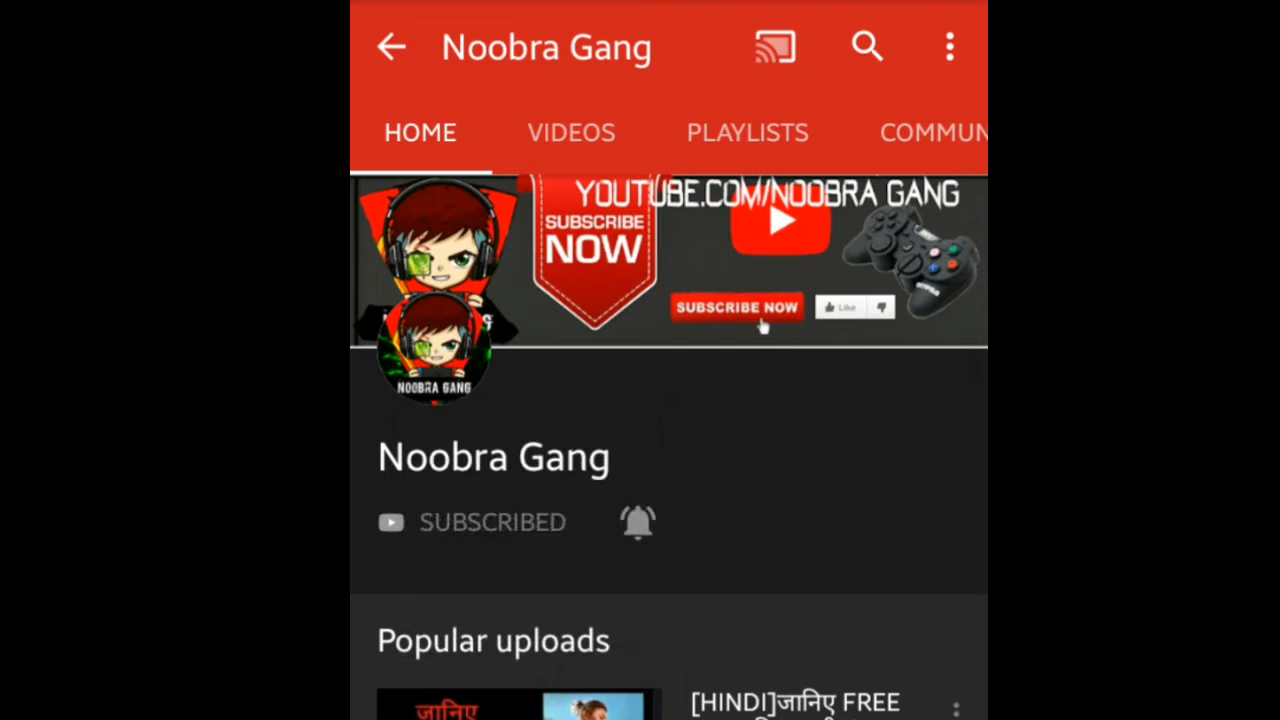 Noobra Gang
HOME VIDEOS PLAYLISTS COMMUN
YOUTUBE.COM/NOOBRA GANG
SUBSCRIBE
NOW
SUBSCRIBE NOW
Like
NOOBRA GANG
Noobra Gang
SUBSCRIBED
Popular uploads
[HINDI]जानिए FREE
जानिए